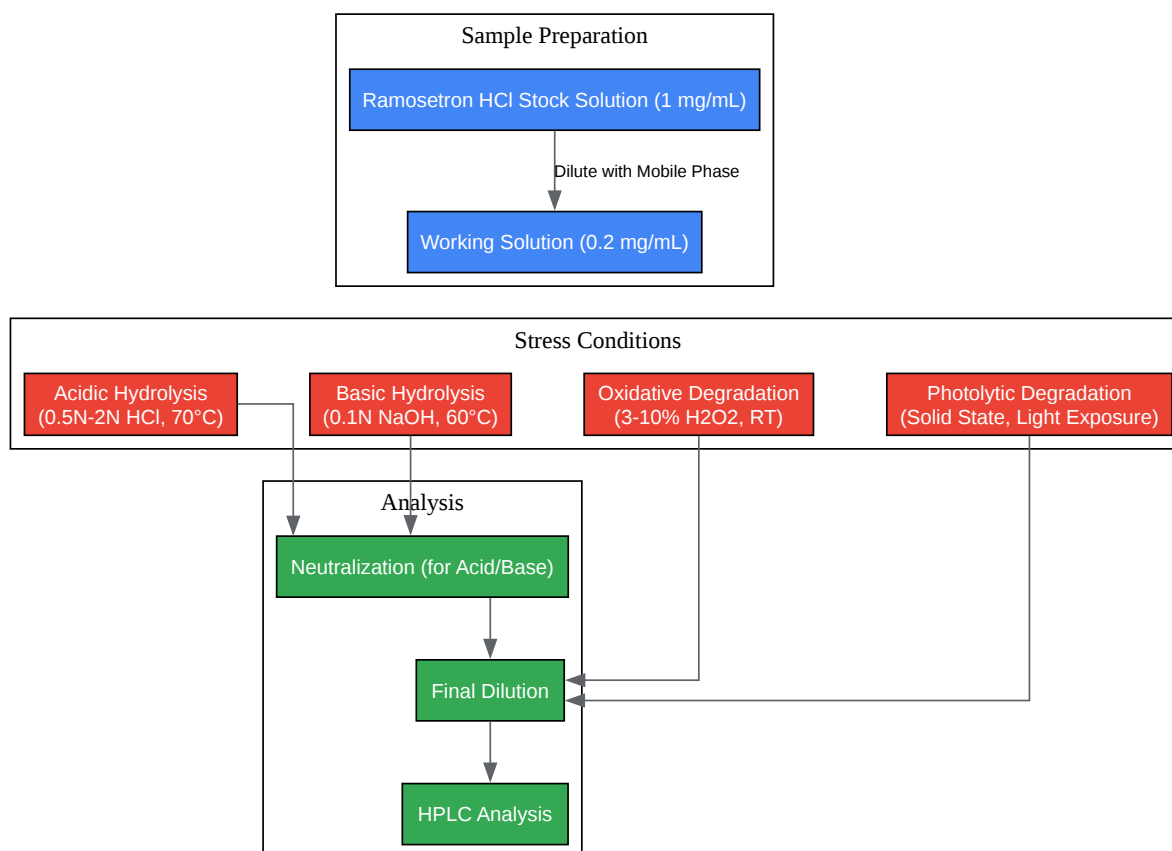 Sample Preparation
Ramosetron HCl Stock Solution (1 mg/mL)
Dilute with Mobile Phase
Working Solution (0.2 mg/mL)
Stress Conditions
Acidic Hydrolysis
(0.5N-2N HCl, 70°C)
Basic Hydrolysis
(0.1N NaOH, 60°C)
Oxidative Degradation
(3-10% H2O2, RT)
Photolytic Degradation
(Solid State, Light Exposure)
Analysis
Neutralization (for Acid/Base)
Final Dilution
HPLC Analysis